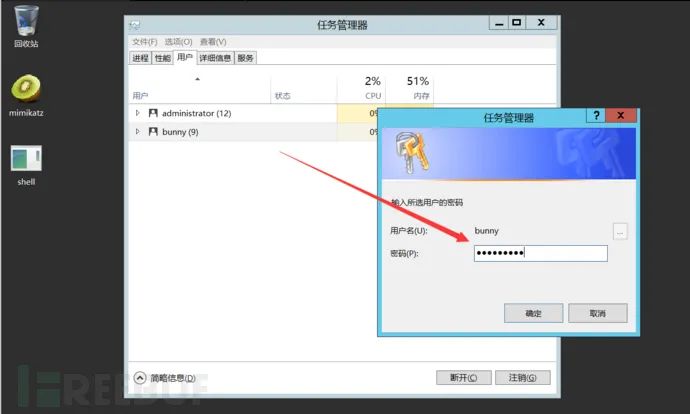 回收站
mimikatz
shell
任务管理器
文件(F) 选项(O) 查看(V)
进程 性能 用户 详细信息 服务
2% 51%
用户 状态 CPU 内存
administrator (12) 0%
bunny (9) 0%
任务管理器
输入所选用户的密码
用户名(U): bunny ...
密码(P): ●●●●●●●●●
确定 取消
简略信息(D) 断开(C) 注销(G)
FREEBUF